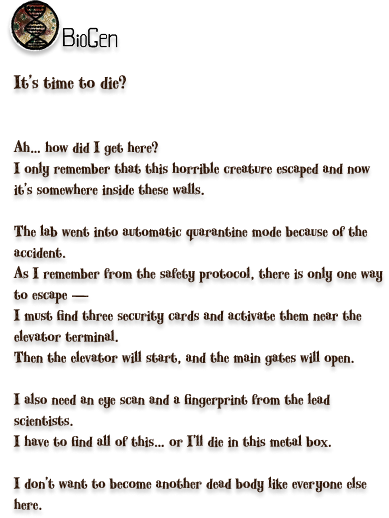 BioGen
It's time to die?
Ah... how did I get here?
I only remember that this horrible creature escaped and now
it's somewhere inside these walls.
The lab went into automatic quarantine mode because of the
accident.
As I remember from the safety protocol, there is only one way
to escape —
I must find three security cards and activate them near the
elevator terminal.
Then the elevator will start, and the main gates will open.
I also need an eye scan and a fingerprint from the lead
scientists.
I have to find all of this... or I'll die in this metal box.
I don't want to become another dead body like everyone else
here.